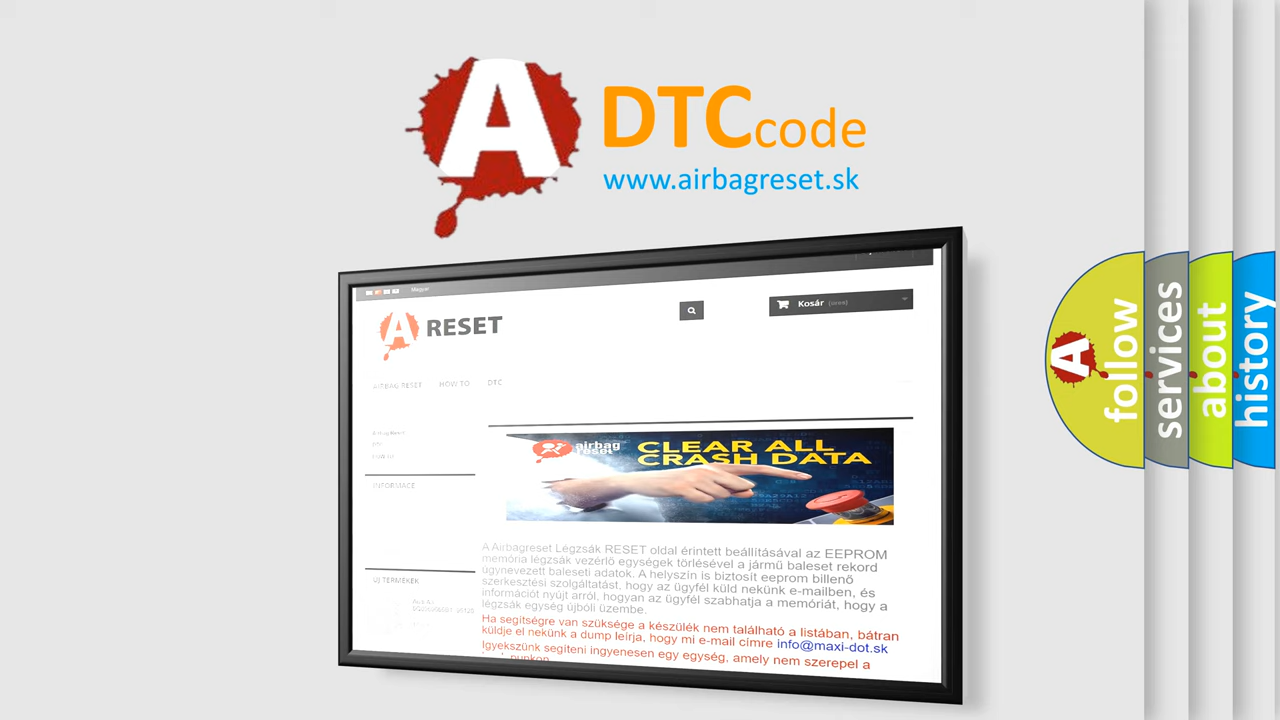 A DTCcode
www.airbagreset.sk
Magyar
Kosár (üres)
A RESET
AIRBAG RESET HOW TO DTC
INFORMACE
ÚJ TERMÉKEK
airbag
reset
CLEAR ALL
CRASH DATA
A Airbagreset Légzsák RESET oldal érintett beállításával az EEPROM
memória légzsák vezérlő egységek törlésével a jármű baleset rekord
úgynevezett baleseti adatok. A helyszín is biztosít eeprom billenő
szerkesztési szolgáltatást, hogy az ügyfél küld nekünk e-mailben, és
információt nyújt arról, hogyan az ügyfél szabhatja a memóriát, hogy a
légzsák egység újbóli üzembe.
Ha segítségre van szüksége a készülék nem található a listában, bátran
küldje el nekünk a dump leírja, hogy mi e-mail címre info@maxi-dot.sk
Igyekszünk segíteni ingyenesen egy egység, amely nem szerepel a
A follow
services
about
history